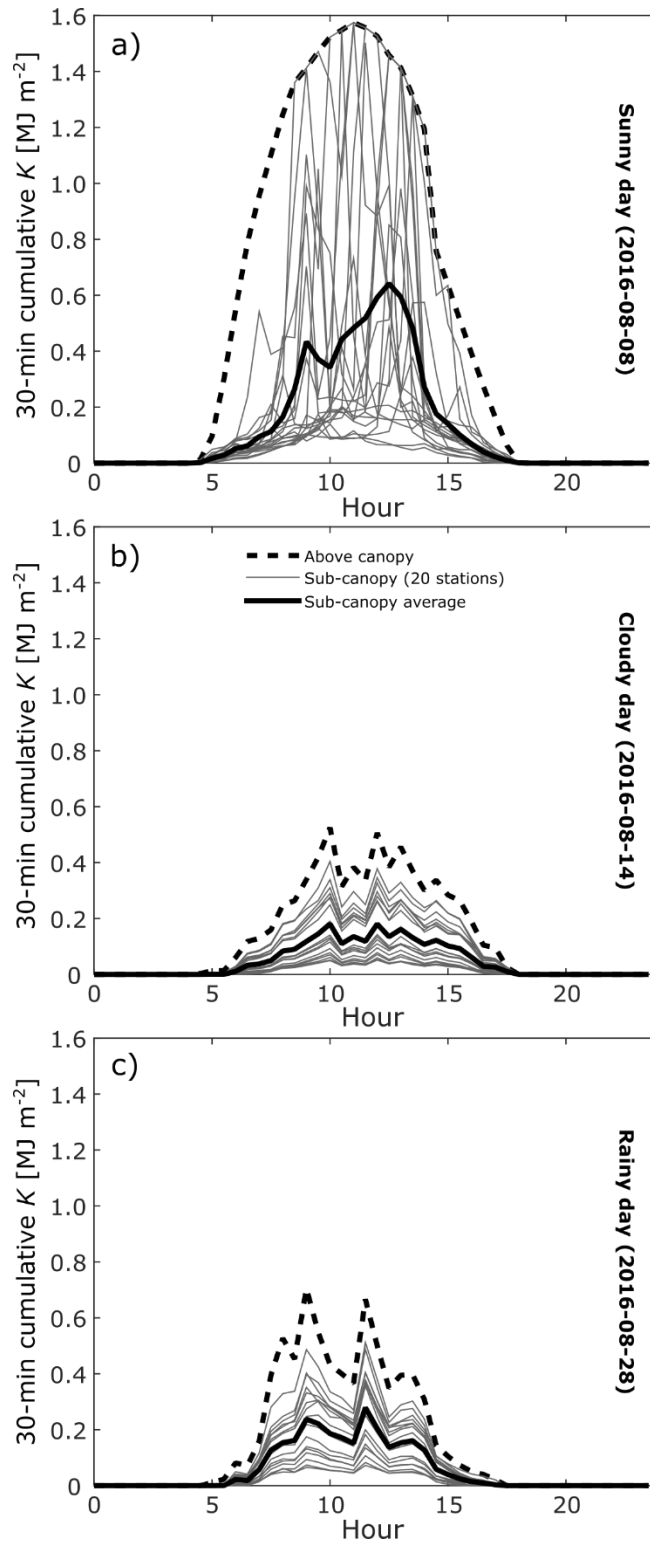 a)
30-min cumulative K [MJ m-2]
1.6
1.4
1.2
1.0
0.8
0.6
0.4
0.2
0
0 5 10 15 20
Hour
Sunny day (2016-08-08)
b)
30-min cumulative K [MJ m-2]
1.6
1.4
1.2
1.0
0.8
0.6
0.4
0.2
0
Above canopy
Sub-canopy (20 stations)
Sub-canopy average
0 5 10 15 20
Hour
Cloudy day (2016-08-14)
c)
30-min cumulative K [MJ m-2]
1.6
1.4
1.2
1.0
0.8
0.6
0.4
0.2
0
0 5 10 15 20
Hour
Rainy day (2016-08-28)